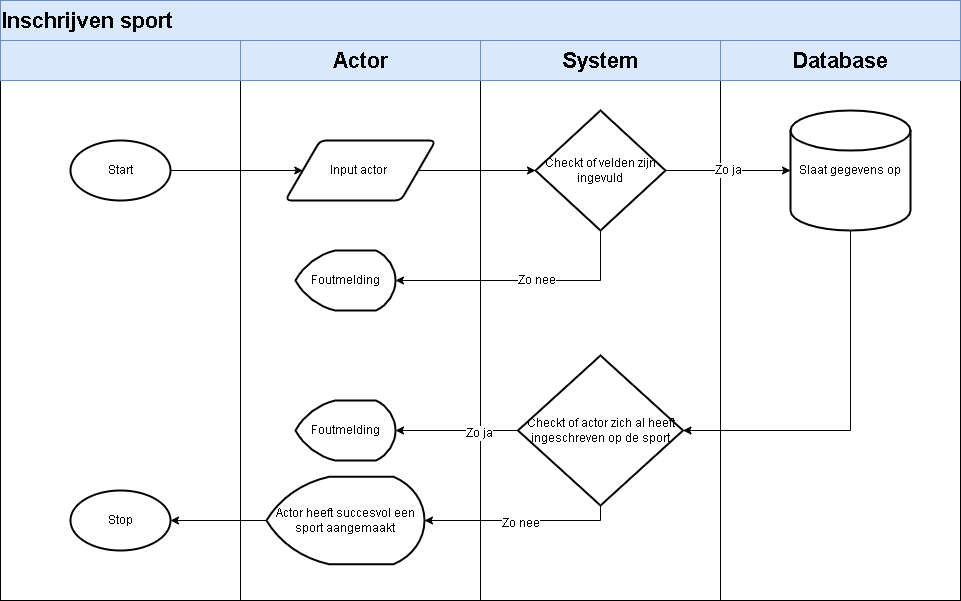 Inschrijven sport
Actor
System
Database
Start
Input actor
Checkt of velden zijn
ingevuld
Zo ja
Slaat gegevens op
Foutmelding
Zo nee
Foutmelding
Zo ja
Checkt of actor zich al heeft
ingeschreven op de sport
Stop
Actor heeft succesvol een
sport aangemaakt
Zo nee